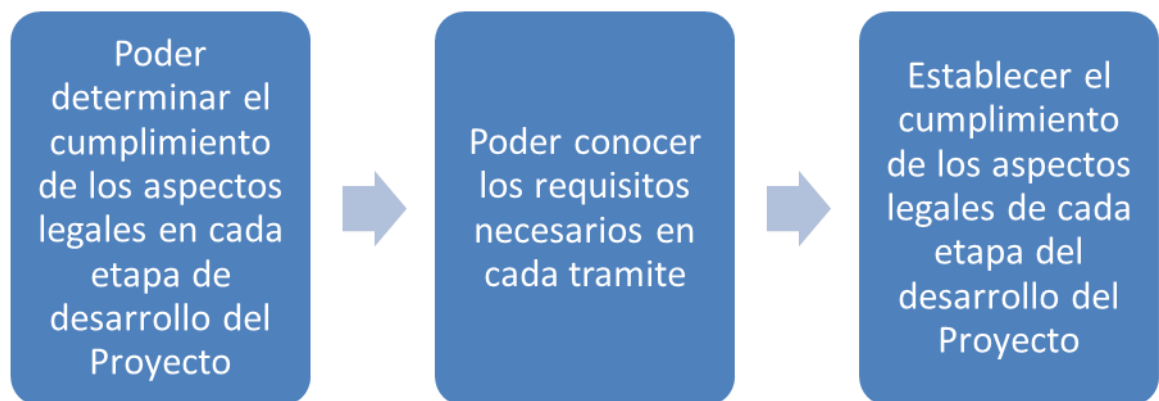 Poder
determinar el
cumplimiento
de los aspectos
legales en cada
etapa de
desarrollo del
Proyecto
Poder conocer
los requisitos
necesarios en
cada tramite
Establecer el
cumplimiento
de los aspectos
legales de cada
etapa del
desarrollo del
Proyecto